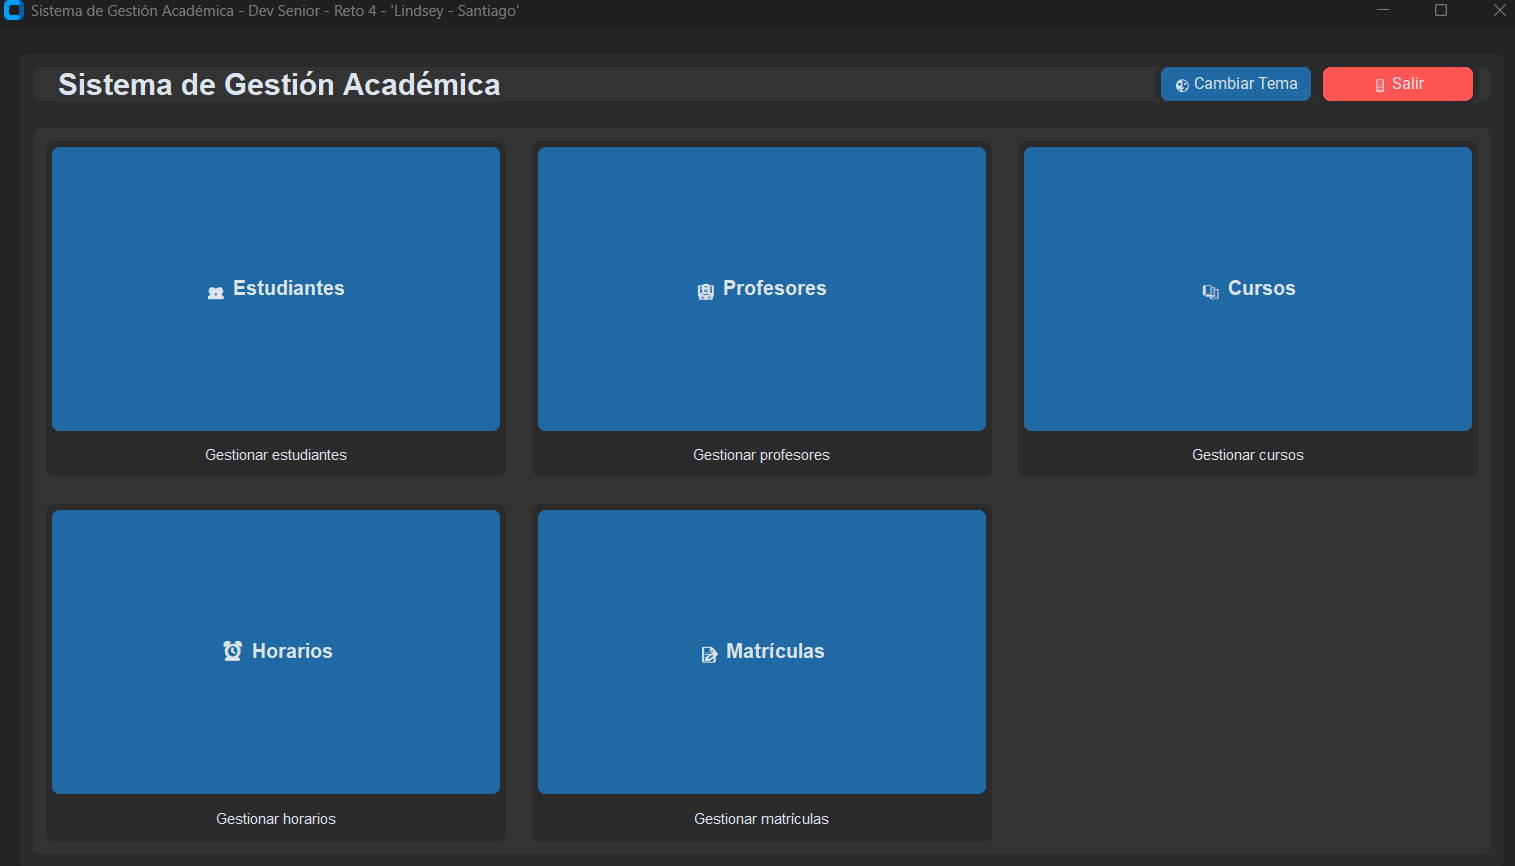 Sistema de Gestión Académica - Dev Senior - Reto 4 - 'Lindsey - Santiago'
Sistema de Gestión Académica
Cambiar Tema
Salir
Estudiantes
Profesores
Cursos
Gestionar estudiantes
Gestionar profesores
Gestionar cursos
Horarios
Matrículas
Gestionar horarios
Gestionar matrículas